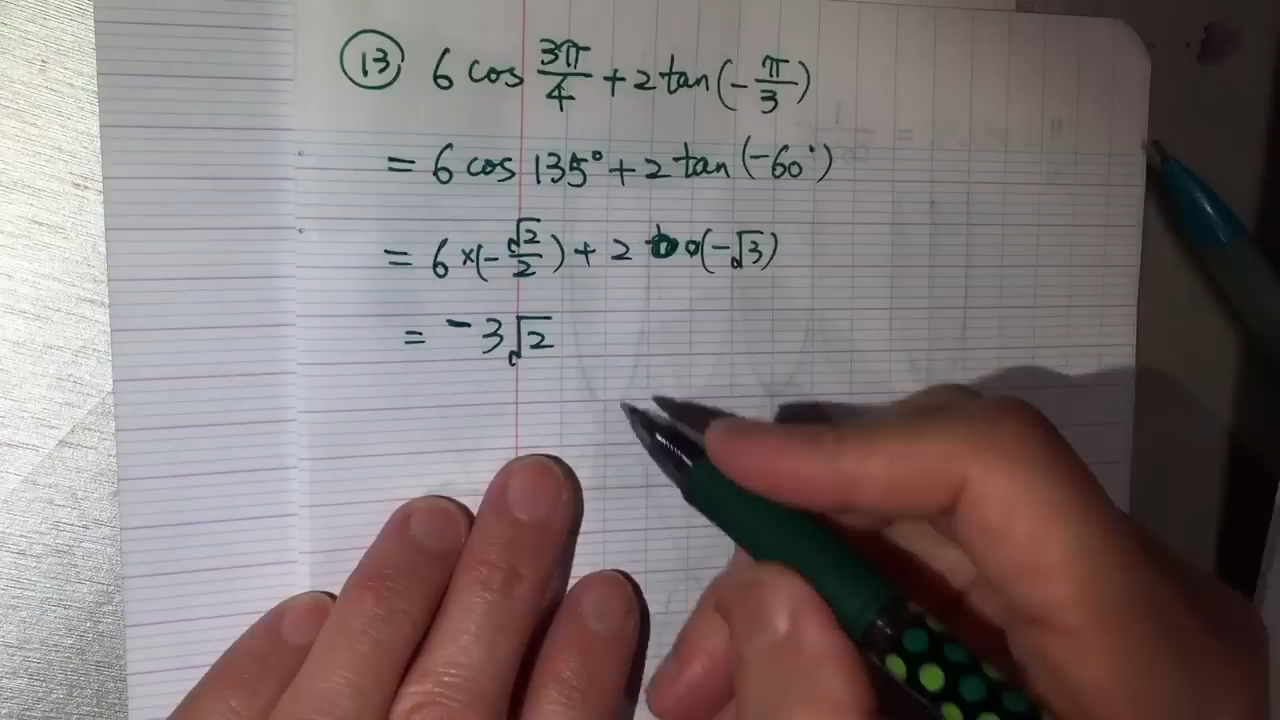 ⑬ 6 cos 3π/4 + 2 tan(-π/3)
= 6 cos 135° + 2 tan(-60°)
= 6 × (-√2/2) + 2 (-√3)
= -3√2